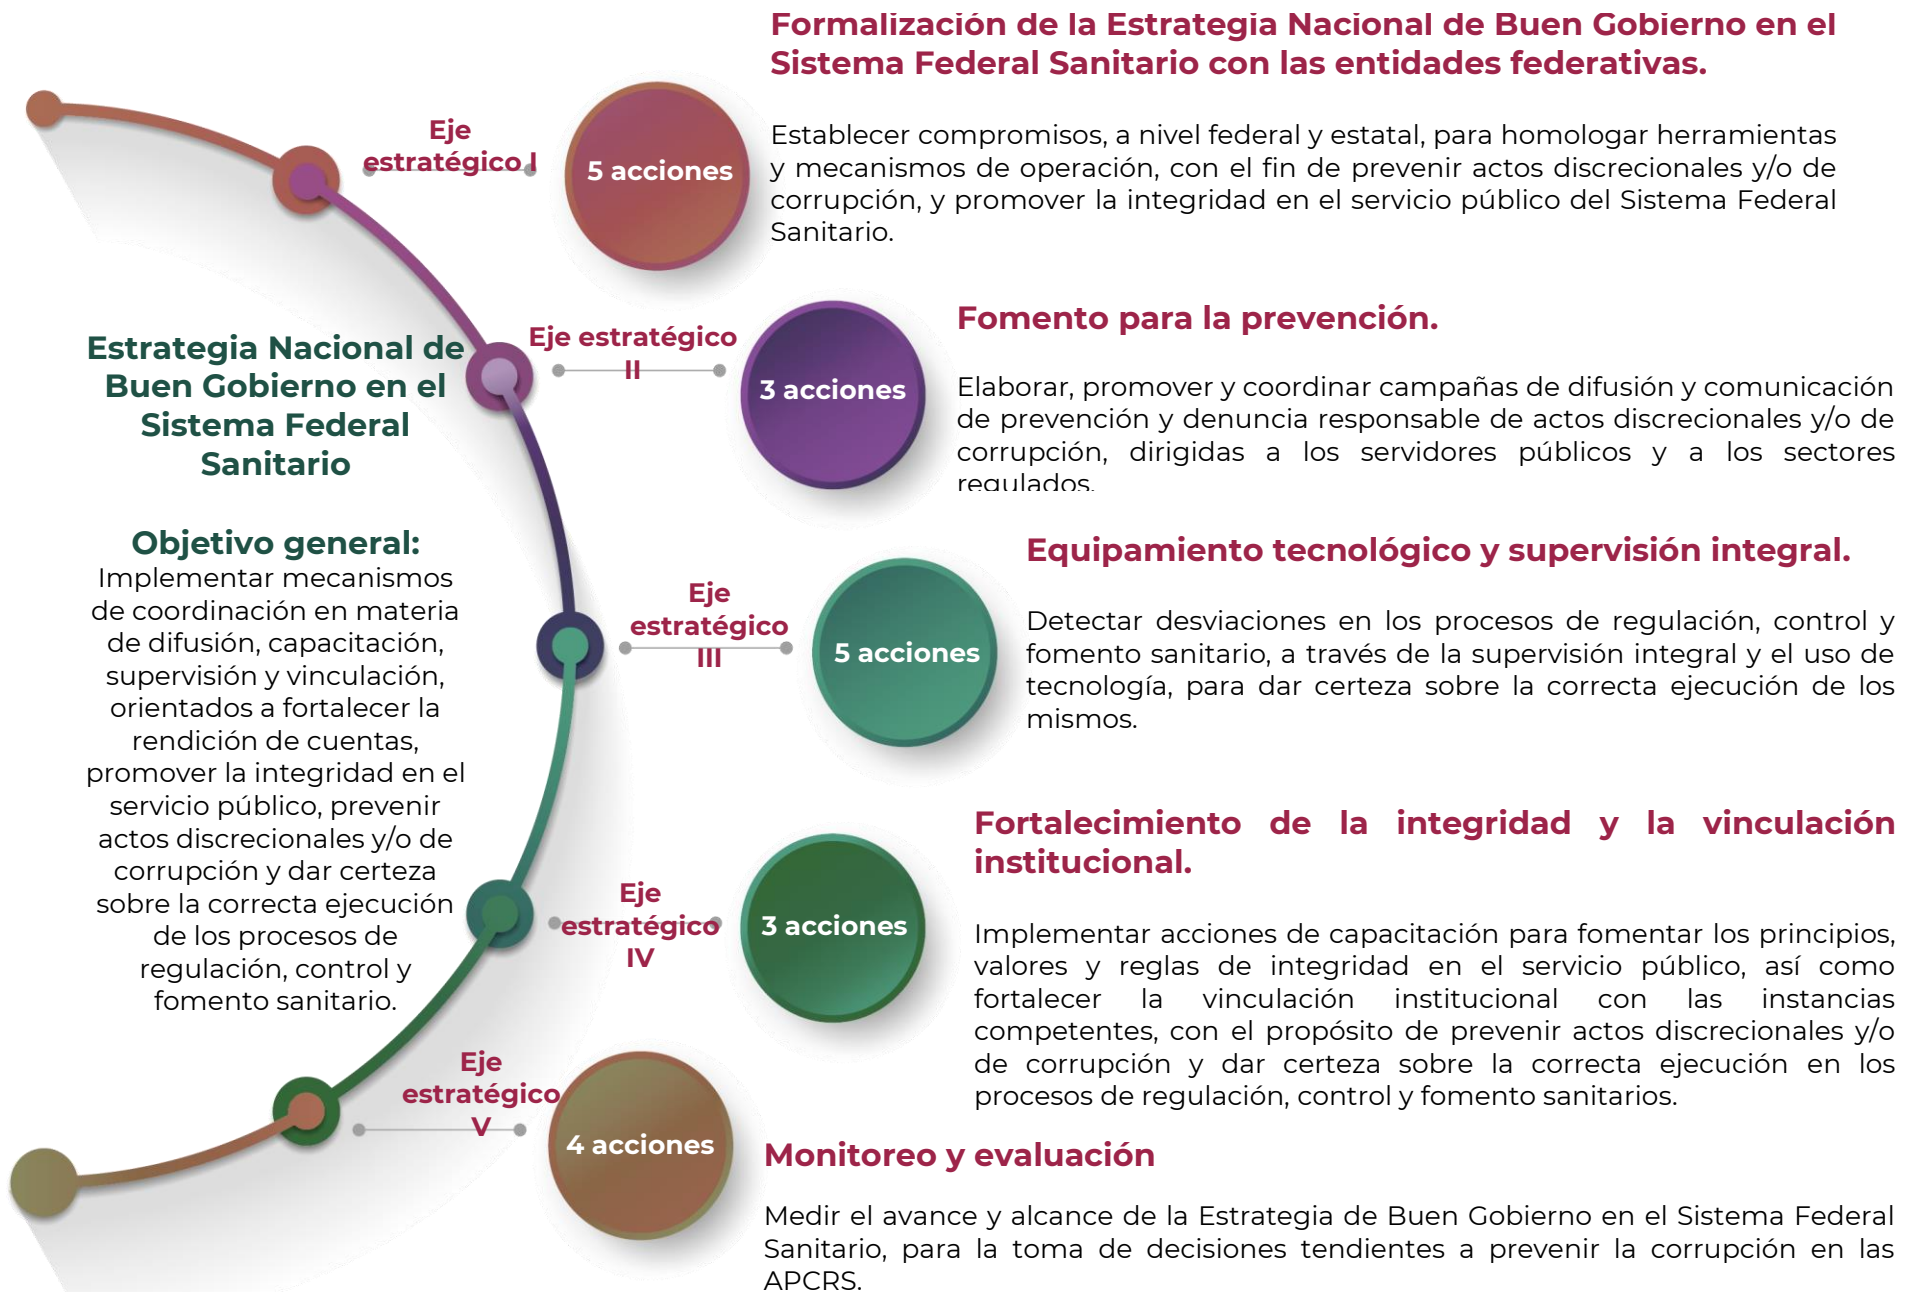 Estrategia Nacional de
Buen Gobierno en el
Sistema Federal
Sanitario
Objetivo general:
Implementar mecanismos
de coordinación en materia
de difusión, capacitación,
supervisión y vinculación,
orientados a fortalecer la
rendición de cuentas,
promover la integridad en el
servicio público, prevenir
actos discrecionales y/o de
corrupción y dar certeza
sobre la correcta ejecución
de los procesos de
regulación, control y
fomento sanitario.
Eje
estratégico I
5 acciones
Formalización de la Estrategia Nacional de Buen Gobierno en el
Sistema Federal Sanitario con las entidades federativas.
Establecer compromisos, a nivel federal y estatal, para homologar herramientas
y mecanismos de operación, con el fin de prevenir actos discrecionales y/o de
corrupción, y promover la integridad en el servicio público del Sistema Federal
Sanitario.
Eje estratégico
II
3 acciones
Fomento para la prevención.
Elaborar, promover y coordinar campañas de difusión y comunicación
de prevención y denuncia responsable de actos discrecionales y/o de
corrupción, dirigidas a los servidores públicos y a los sectores
regulados.
Eje
estratégico
III
5 acciones
Equipamiento tecnológico y supervisión integral.
Detectar desviaciones en los procesos de regulación, control y
fomento sanitario, a través de la supervisión integral y el uso de
tecnología, para dar certeza sobre la correcta ejecución de los
mismos.
Eje
estratégico
IV
3 acciones
Fortalecimiento de la integridad y la vinculación
institucional.
Implementar acciones de capacitación para fomentar los principios,
valores y reglas de integridad en el servicio público, así como
fortalecer la vinculación institucional con las instancias
competentes, con el propósito de prevenir actos discrecionales y/o
de corrupción y dar certeza sobre la correcta ejecución en los
procesos de regulación, control y fomento sanitarios.
Eje
estratégico
V
4 acciones
Monitoreo y evaluación
Medir el avance y alcance de la Estrategia de Buen Gobierno en el Sistema Federal
Sanitario, para la toma de decisiones tendientes a prevenir la corrupción en las
APCRS.